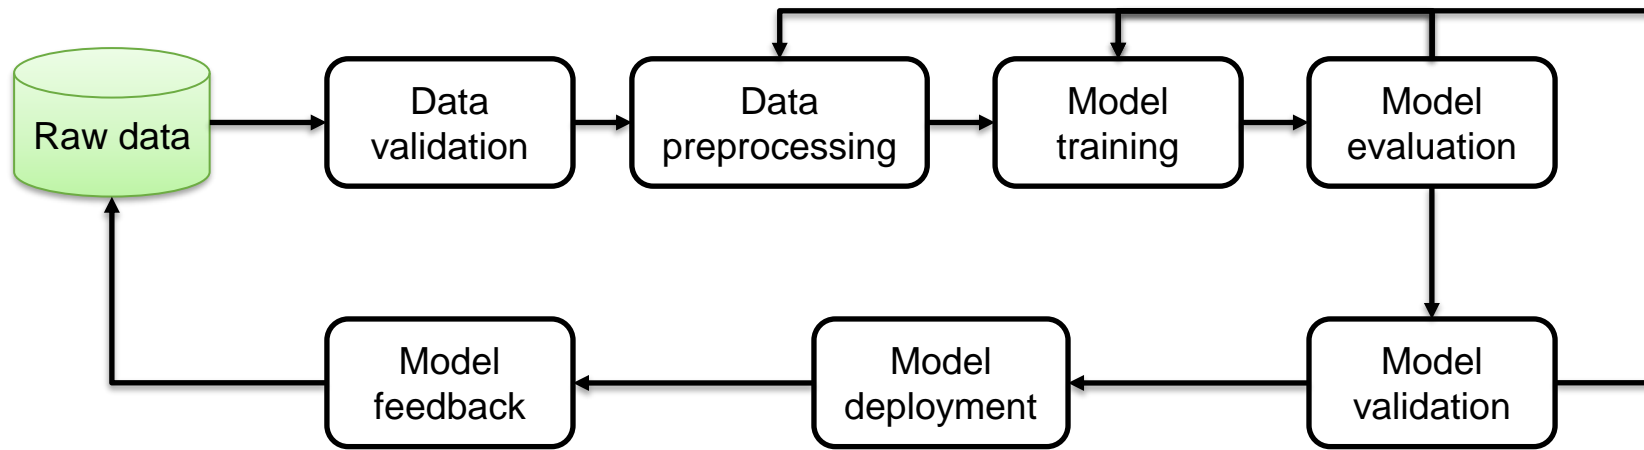 Raw data
Data
validation
Data
preprocessing
Model
training
Model
evaluation
Model
feedback
Model
deployment
Model
validation